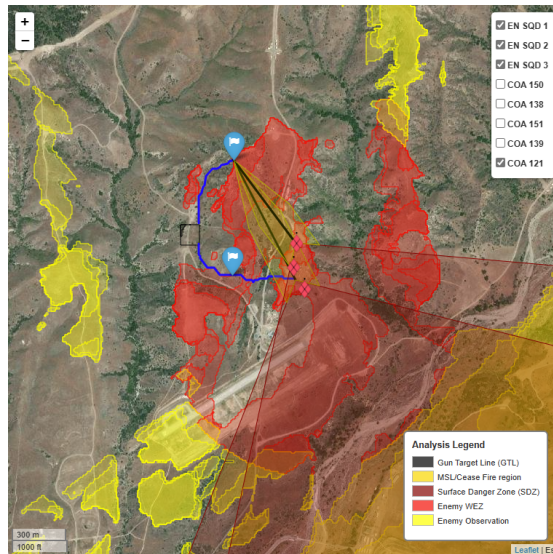 +
−
EN SQD 1
EN SQD 2
EN SQD 3
COA 150
COA 138
COA 151
COA 139
COA 121
D
Analysis Legend
Gun Target Line (GTL)
MSL/Cease Fire region
Surface Danger Zone (SDZ)
Enemy WEZ
Enemy Observation
300 m
1000 ft
Leaflet | Es